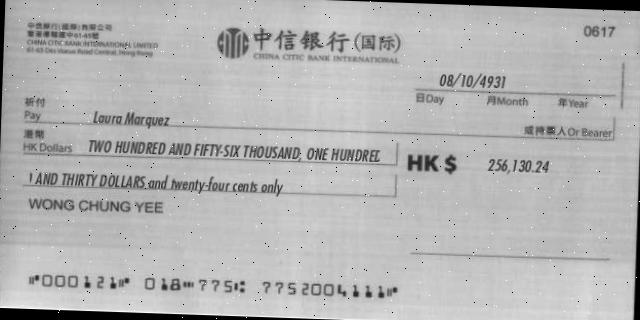 中信銀行(國際)有限公司
香港德輔道中61-65號
CHINA CITIC BANK INTERNATIONAL LIMITED
61-65 Des Voeux Road Central, Hong Kong
中信银行(国际)
CHINA CITIC BANK INTERNATIONAL
0617
08/10/4931
日Day 月Month 年Year
祈付
Pay Laura Marquez
或持票人Or Bearer
港幣
HK Dollars TWO HUNDRED AND FIFTY-SIX THOUSAND, ONE HUNDRED
HK$ 256,130.24
AND THIRTY DOLLARS and twenty-four cents only
WONG CHUNG YEE
⑈000121⑈ 018⑉775⑆ 7752004111⑈